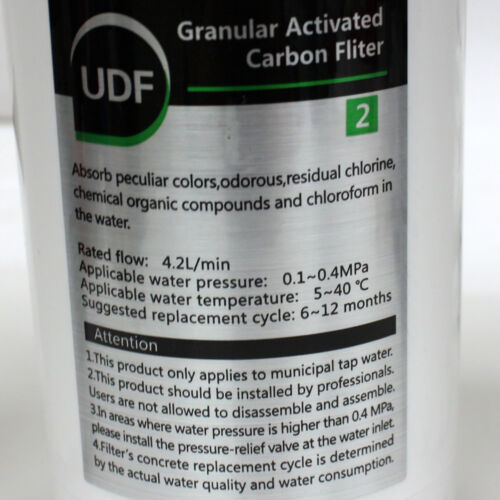 Granular Activated
Carbon Fliter
UDF
2
Absorb peculiar colors,odorous,residual chlorine,
chemical organic compounds and chloroform in
the water.
Rated flow: 4.2L/min
Applicable water pressure: 0.1~0.4MPa
Applicable water temperature: 5~40 ℃
Suggested replacement cycle: 6~12 months
Attention
1.This product only applies to municipal tap water.
2.This product should be installed by professionals.
Users are not allowed to disassemble and assemble.
3.In areas where water pressure is higher than 0.4 MPa,
please install the pressure-relief valve at the water inlet.
4.Filter's concrete replacement cycle is determined
by the actual water quality and water consumption.